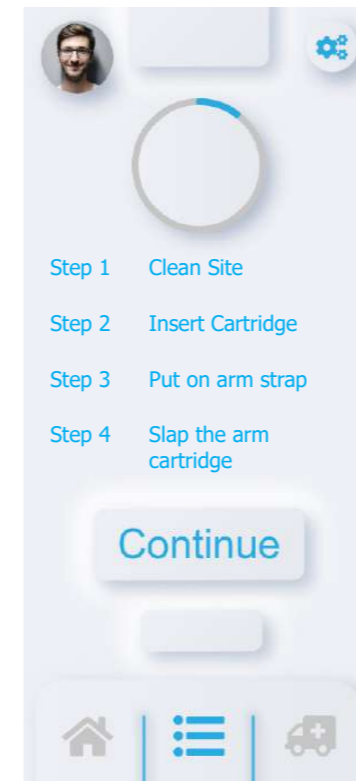 Step 1 Clean Site
Step 2 Insert Cartridge
Step 3 Put on arm strap
Step 4 Slap the arm
cartridge
Continue